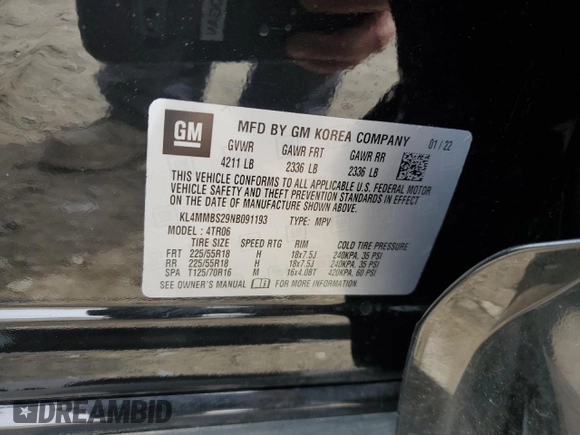 GM MFD BY GM KOREA COMPANY 01/22
GVWR GAWR FRT GAWR RR
4211 LB 2336 LB 2336 LB
THIS VEHICLE CONFORMS TO ALL APPLICABLE U.S. FEDERAL MOTOR
VEHICLE SAFETY AND THEFT PREVENTION STANDARDS IN EFFECT
ON THE DATE OF MANUFACTURE SHOWN ABOVE.
KL4MMBS29NB091193 TYPE: MPV
MODEL: 4TR06
TIRE SIZE SPEED RTG RIM COLD TIRE PRESSURE
FRT 225/55R18 H 18x7.5J 240KPA, 35 PSI
RR 225/55R18 H 18x7.5J 240KPA, 35 PSI
SPA T125/70R16 M 16x4.0BT 420KPA, 60 PSI
SEE OWNER'S MANUAL FOR MORE INFORMATION.
DREAMBID